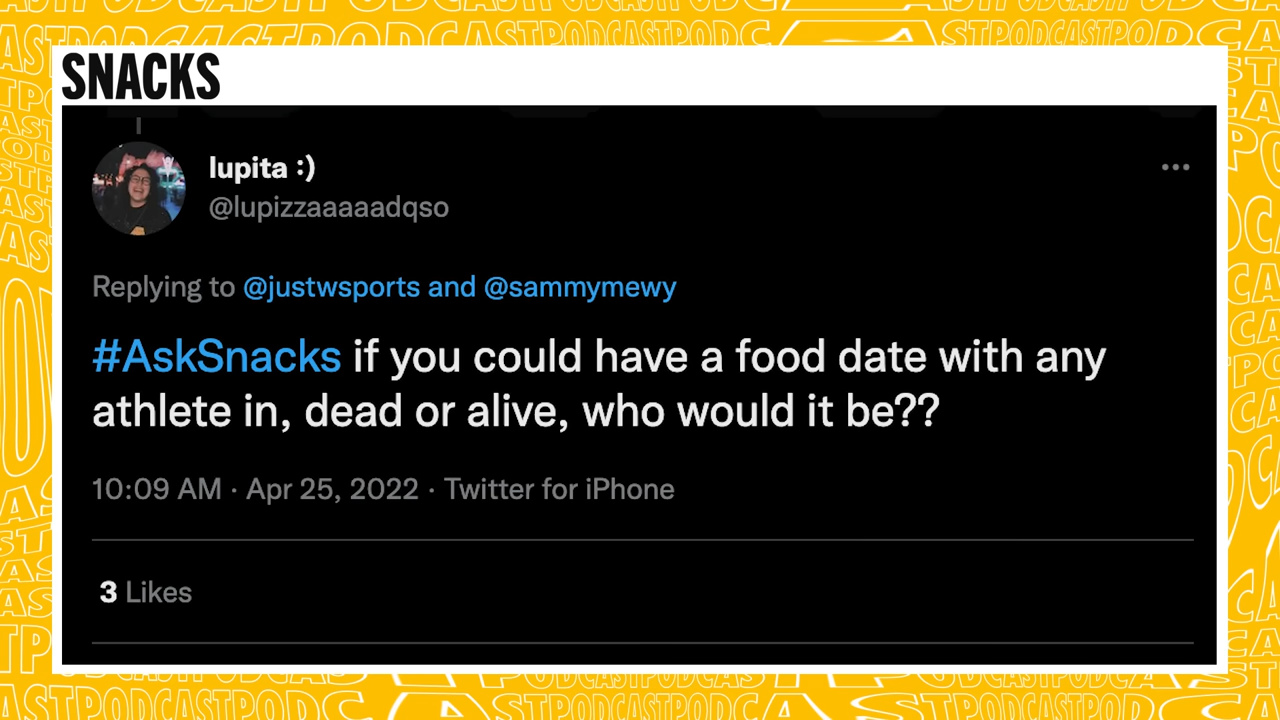 SNACKS
lupita :)
@lupizzaaaaadqso
Replying to @justwsports and @sammymewy
#AskSnacks if you could have a food date with any
athlete in, dead or alive, who would it be??
10:09 AM · Apr 25, 2022 · Twitter for iPhone
3 Likes